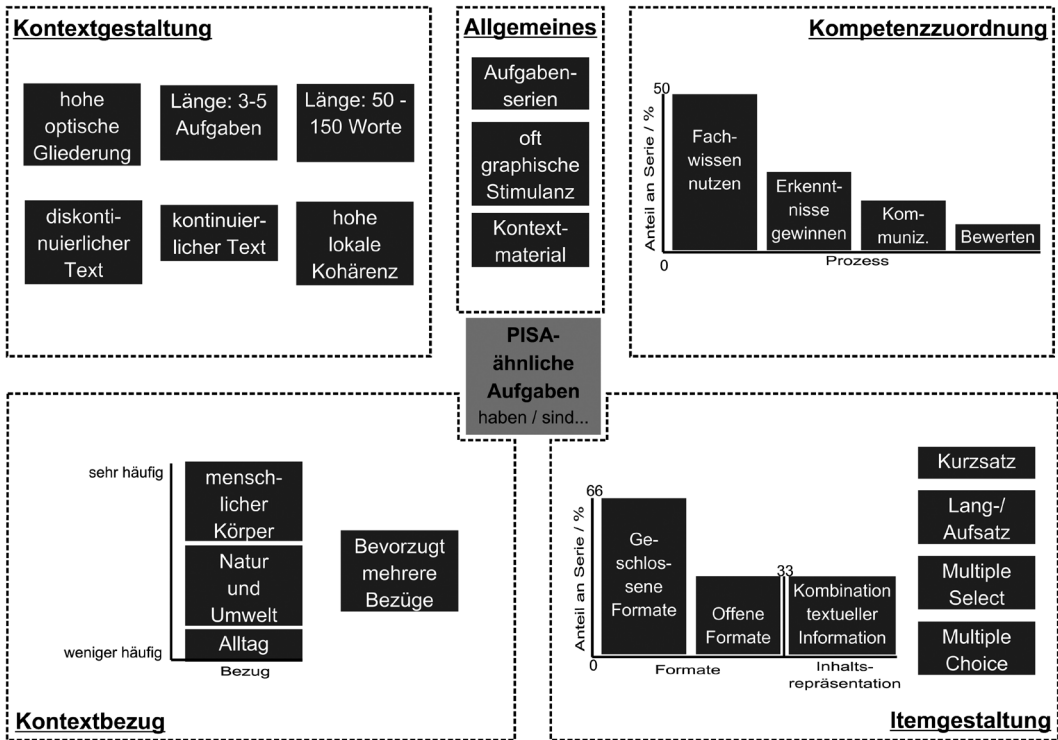 Kontextgestaltung
hohe
optische
Gliederung
Länge: 3-5
Aufgaben
Länge: 50 -
150 Worte
diskonti-
nuierlicher
Text
kontinuier-
licher Text
hohe
lokale
Kohärenz
Allgemeines
Aufgaben-
serien
oft
graphische
Stimulanz
Kontext-
material
Kompetenzzuordnung
Anteil an Serie / %
50
0
Fach-
wissen
nutzen
Erkennt-
nisse
gewinnen
Kom-
muniz.
Bewerten
Prozess
PISA-
ähnliche
Aufgaben
haben / sind...
sehr häufig
weniger häufig
mensch-
licher
Körper
Natur
und
Umwelt
Alltag
Bezug
Bevorzugt
mehrere
Bezüge
Kontextbezug
Anteil an Serie / %
66
0
Ge-
schlos-
sene
Formate
Offene
Formate
Formate
33
Kombination
textueller
Information
Inhalts-
repräsentation
Kurzsatz
Lang-/
Aufsatz
Multiple
Select
Multiple
Choice
Itemgestaltung